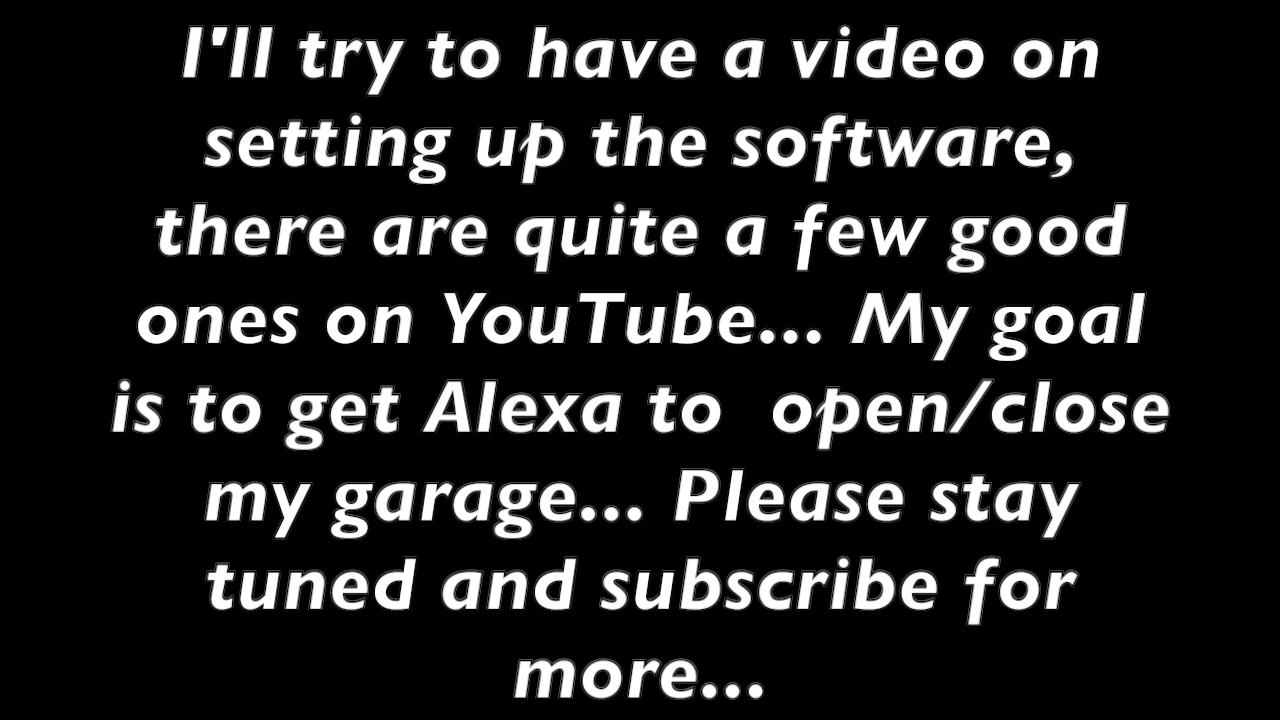 I'll try to have a video on
setting up the software,
there are quite a few good
ones on YouTube... My goal
is to get Alexa to  open/close
my garage... Please stay
tuned and subscribe for
more...